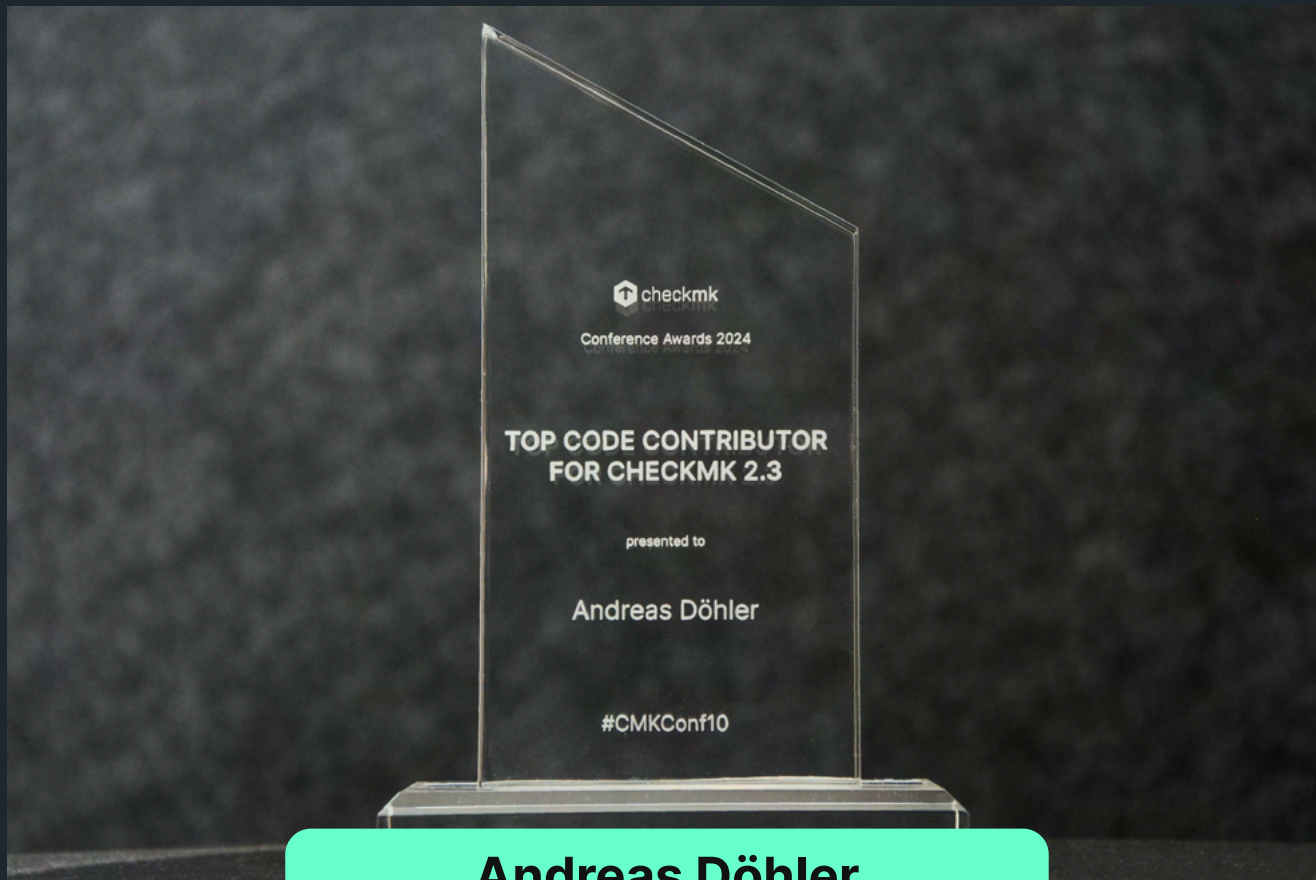 checkmk
Conference Awards 2024
TOP CODE CONTRIBUTOR
FOR CHECKMK 2.3
presented to
Andreas Döhler
#CMKConf10
Andreas Döhler